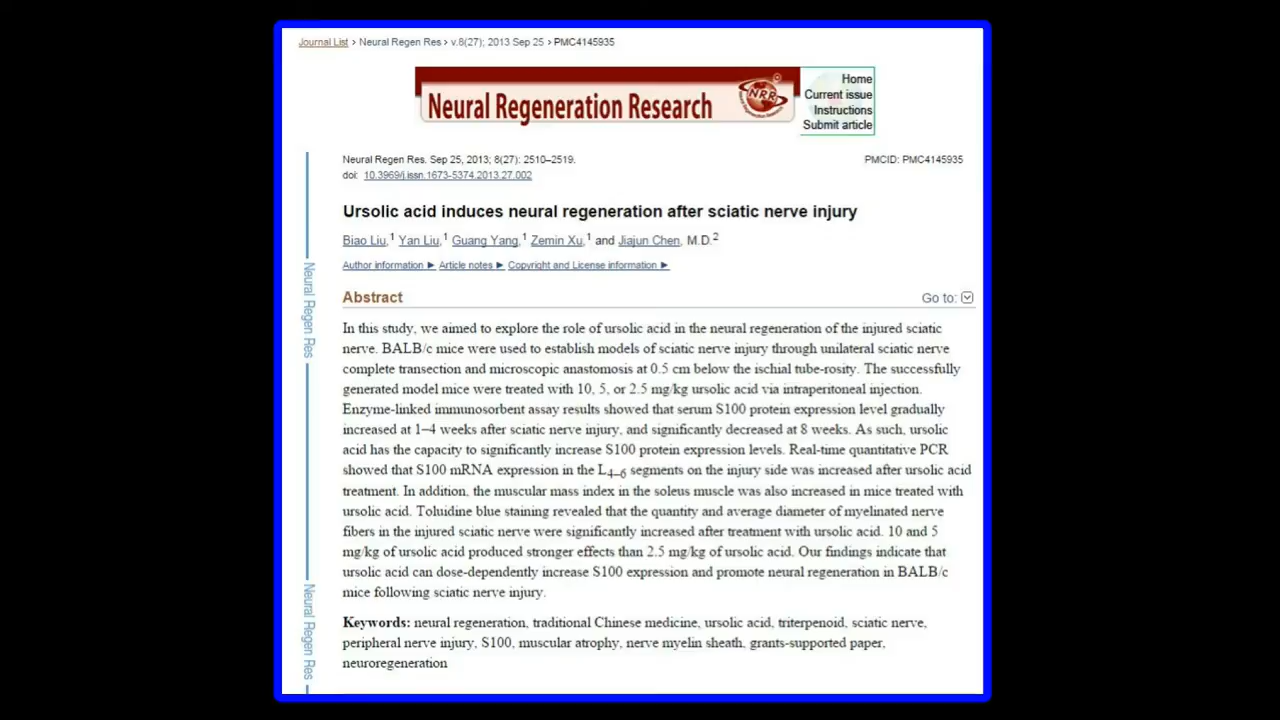 Journal List > Neural Regen Res > v.8(27); 2013 Sep 25 > PMC4145935
Neural Regeneration Research
NRR
Home
Current issue
Instructions
Submit article
Neural Regen Res. Sep 25, 2013; 8(27): 2510–2519.
PMCID: PMC4145935
doi: 10.3969/j.issn.1673-5374.2013.27.002
Ursolic acid induces neural regeneration after sciatic nerve injury
Biao Liu,1 Yan Liu,1 Guang Yang,1 Zemin Xu,1 and Jiajun Chen, M.D.2
Author information ► Article notes ► Copyright and License information ►
Abstract
Go to:
In this study, we aimed to explore the role of ursolic acid in the neural regeneration of the injured sciatic
nerve. BALB/c mice were used to establish models of sciatic nerve injury through unilateral sciatic nerve
complete transection and microscopic anastomosis at 0.5 cm below the ischial tube-rosity. The successfully
generated model mice were treated with 10, 5, or 2.5 mg/kg ursolic acid via intraperitoneal injection.
Enzyme-linked immunosorbent assay results showed that serum S100 protein expression level gradually
increased at 1–4 weeks after sciatic nerve injury, and significantly decreased at 8 weeks. As such, ursolic
acid has the capacity to significantly increase S100 protein expression levels. Real-time quantitative PCR
showed that S100 mRNA expression in the L4–6 segments on the injury side was increased after ursolic acid
treatment. In addition, the muscular mass index in the soleus muscle was also increased in mice treated with
ursolic acid. Toluidine blue staining revealed that the quantity and average diameter of myelinated nerve
fibers in the injured sciatic nerve were significantly increased after treatment with ursolic acid. 10 and 5
mg/kg of ursolic acid produced stronger effects than 2.5 mg/kg of ursolic acid. Our findings indicate that
ursolic acid can dose-dependently increase S100 expression and promote neural regeneration in BALB/c
mice following sciatic nerve injury.
Keywords: neural regeneration, traditional Chinese medicine, ursolic acid, triterpenoid, sciatic nerve,
peripheral nerve injury, S100, muscular atrophy, nerve myelin sheath, grants-supported paper,
neuroregeneration
Neural Regen Res
Neural Regen Res